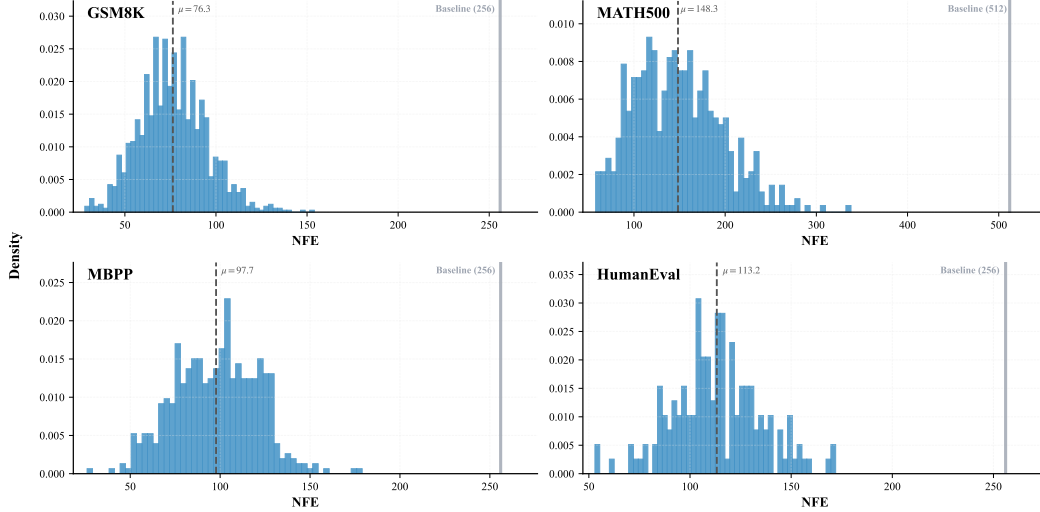 Density
GSM8K
μ = 76.3
Baseline (256)
0.030
0.025
0.020
0.015
0.010
0.005
0.000
50
100
150
200
250
NFE
MATH500
μ = 148.3
Baseline (512)
0.010
0.008
0.006
0.004
0.002
0.000
100
200
300
400
500
NFE
MBPP
μ = 97.7
Baseline (256)
0.025
0.020
0.015
0.010
0.005
0.000
50
100
150
200
250
NFE
HumanEval
μ = 113.2
Baseline (256)
0.035
0.030
0.025
0.020
0.015
0.010
0.005
0.000
50
100
150
200
250
NFE